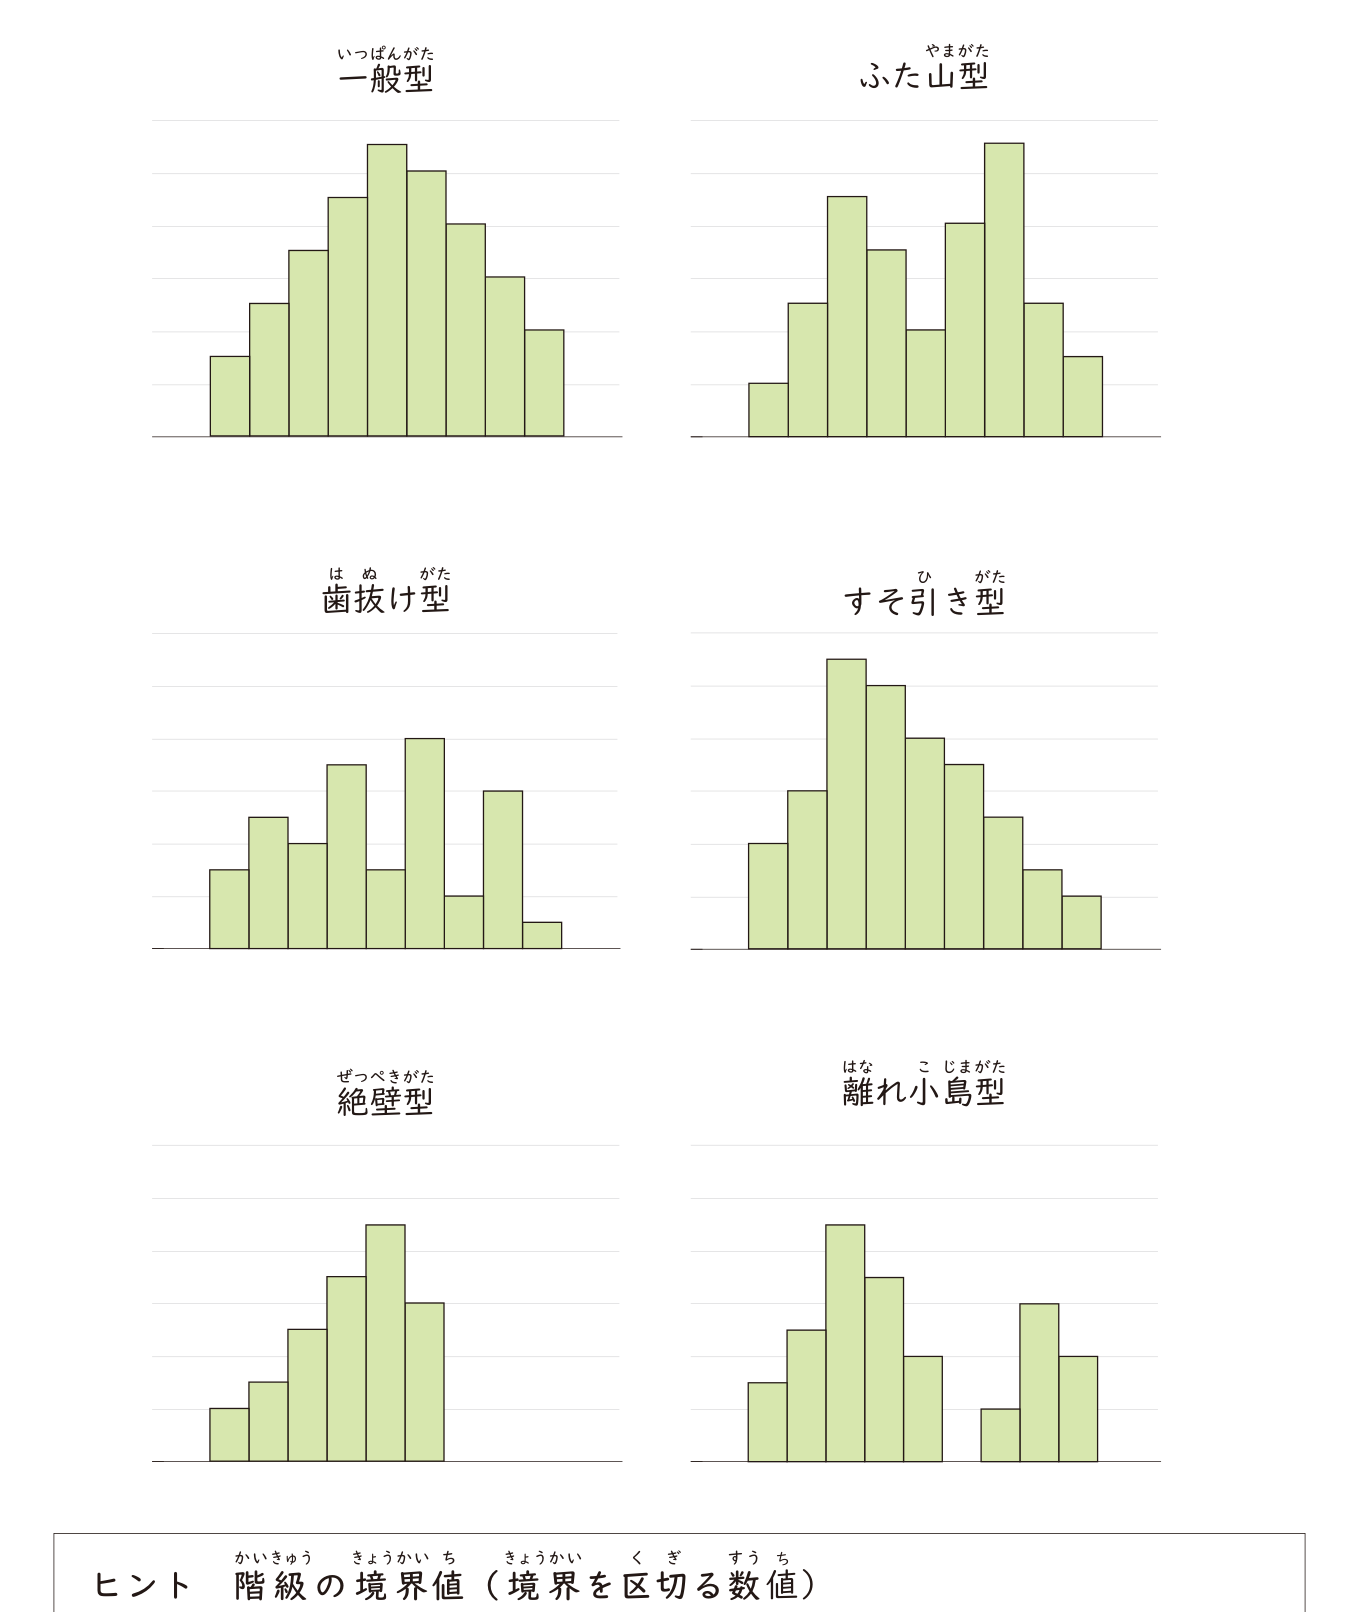 いっぱんがた
一般型
やまがた
ふた山型
は ぬ がた
歯抜け型
ひ がた
すそ引き型
ぜっぺきがた
絶壁型
はな こ じまがた
離れ小島型
かいきゅう きょうかい ち きょうかい く ぎ すう ち
ヒント 階級の境界値（境界を区切る数値）